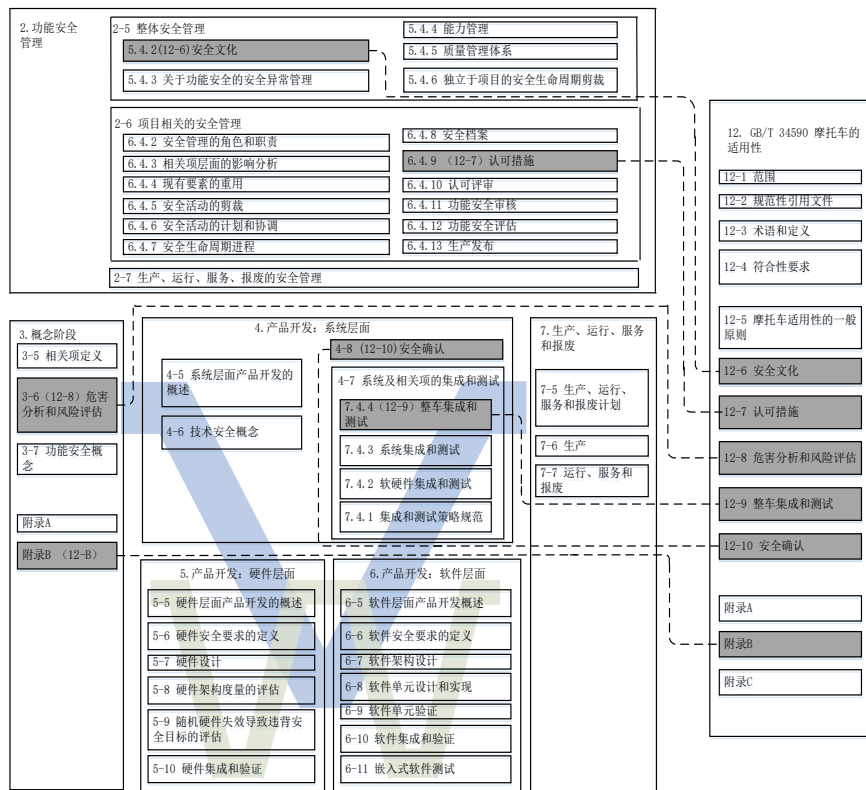 2.功能安全
管理
2-5 整体安全管理
5.4.2(12-6)安全文化
5.4.3 关于功能安全的安全异常管理
5.4.4 能力管理
5.4.5 质量管理体系
5.4.6 独立于项目的安全生命周期剪裁
2-6 项目相关的安全管理
6.4.2 安全管理的角色和职责
6.4.3 相关项层面的影响分析
6.4.4 现有要素的重用
6.4.5 安全活动的剪裁
6.4.6 安全活动的计划和协调
6.4.7 安全生命周期进程
6.4.8 安全档案
6.4.9 （12-7）认可措施
6.4.10 认可评审
6.4.11 功能安全审核
6.4.12 功能安全评估
6.4.13 生产发布
2-7 生产、运行、服务、报废的安全管理
3.概念阶段
3-5 相关项定义
3-6（12-8）危害
分析和风险评估
3-7 功能安全概
念
附录A
附录B （12-B）
4.产品开发：系统层面
4-5 系统层面产品开发的
概述
4-6 技术安全概念
4-8 (12-10)安全确认
4-7 系统及相关项的集成和测试
7.4.4（12-9）整车集成和
测试
7.4.3 系统集成和测试
7.4.2 软硬件集成和测试
7.4.1 集成和测试策略规范
7.生产、运行、服务
和报废
7-5 生产、运行、
服务和报废计划
7-6 生产
7-7 运行、服务和
报废
5.产品开发：硬件层面
5-5 硬件层面产品开发的概述
5-6 硬件安全要求的定义
5-7 硬件设计
5-8 硬件架构度量的评估
5-9 随机硬件失效导致违背安
全目标的评估
5-10 硬件集成和验证
6.产品开发：软件层面
6-5 软件层面产品开发概述
6-6 软件安全要求的定义
6-7 软件架构设计
6-8 软件单元设计和实现
6-9 软件单元验证
6-10 软件集成和验证
6-11 嵌入式软件测试
12. GB/T 34590 摩托车的
适用性
12-1 范围
12-2 规范性引用文件
12-3 术语和定义
12-4 符合性要求
12-5 摩托车适用性的一般
原则
12-6 安全文化
12-7 认可措施
12-8 危害分析和风险评估
12-9 整车集成和测试
12-10 安全确认
附录A
附录B
附录C